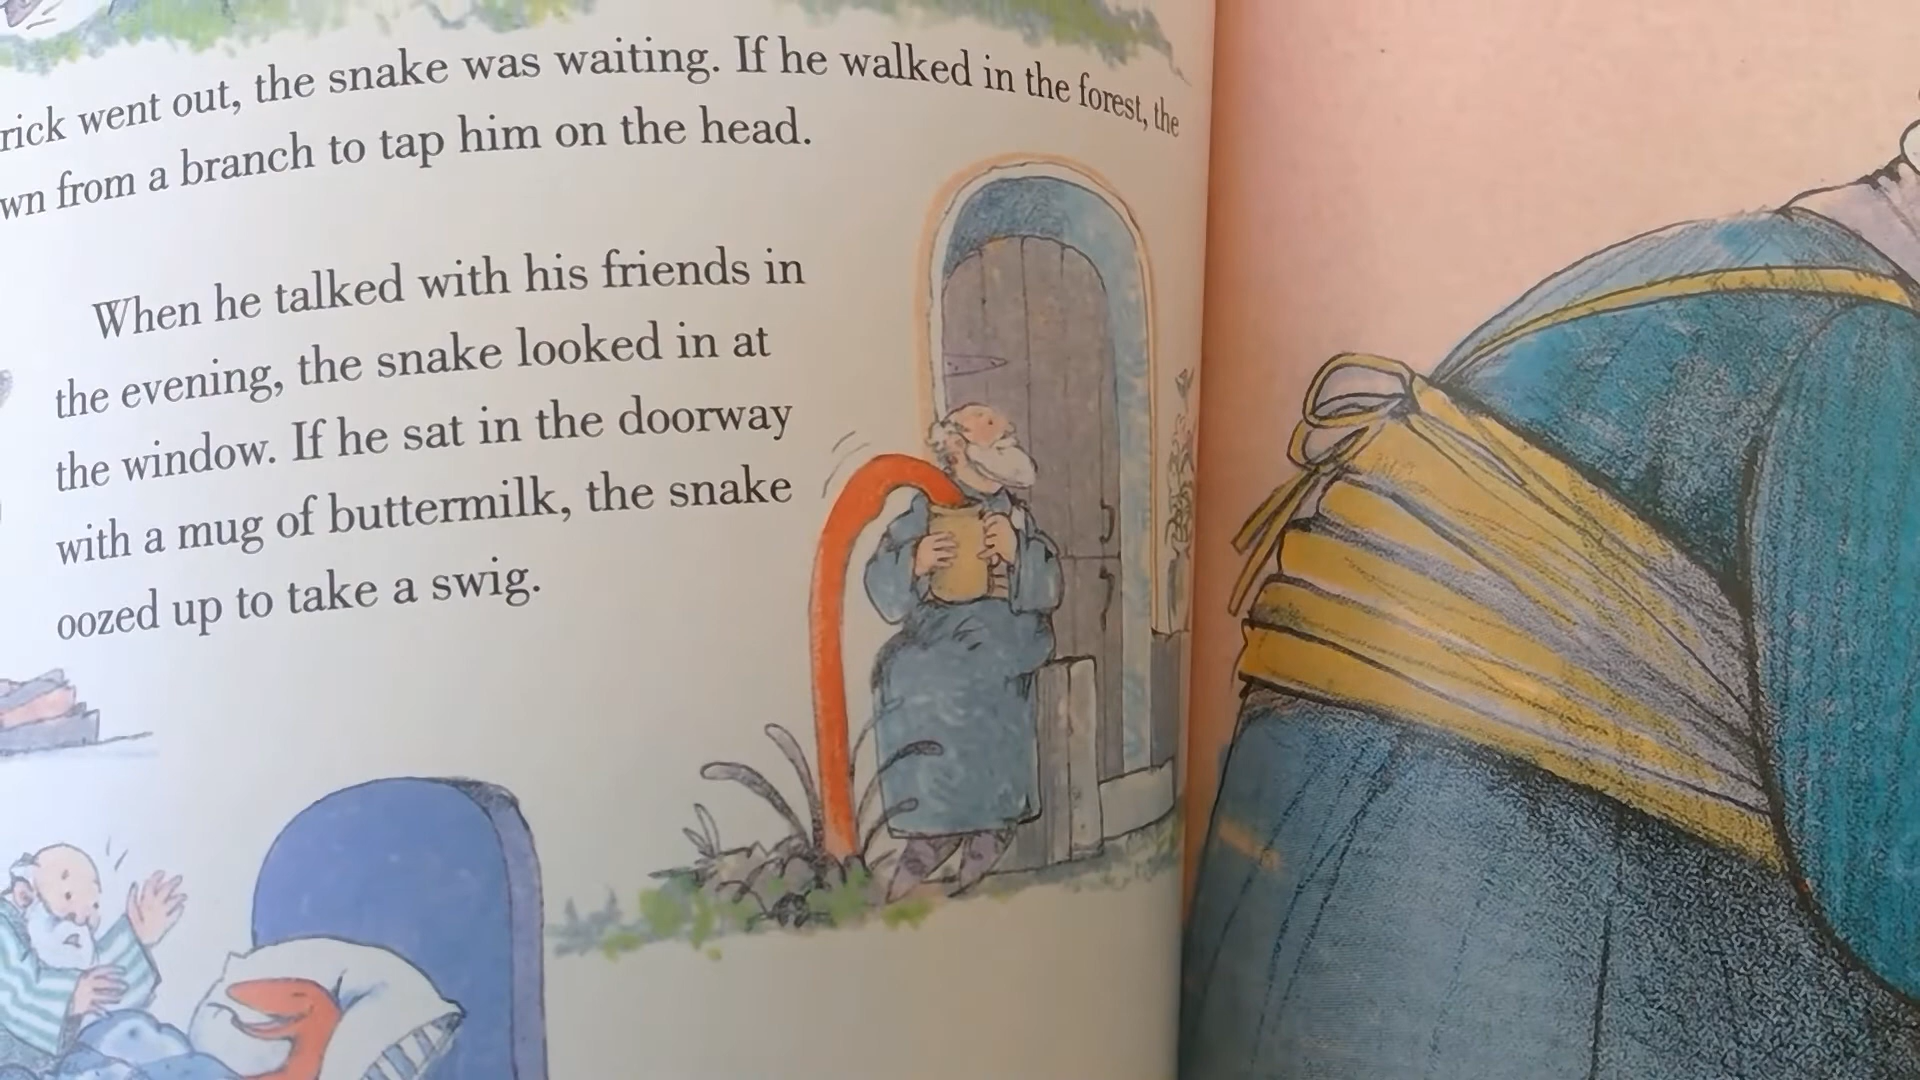 rick went out, the snake was waiting. If he walked in the forest, the
wn from a branch to tap him on the head.
When he talked with his friends in
the evening, the snake looked in at
the window. If he sat in the doorway
with a mug of buttermilk, the snake
oozed up to take a swig.